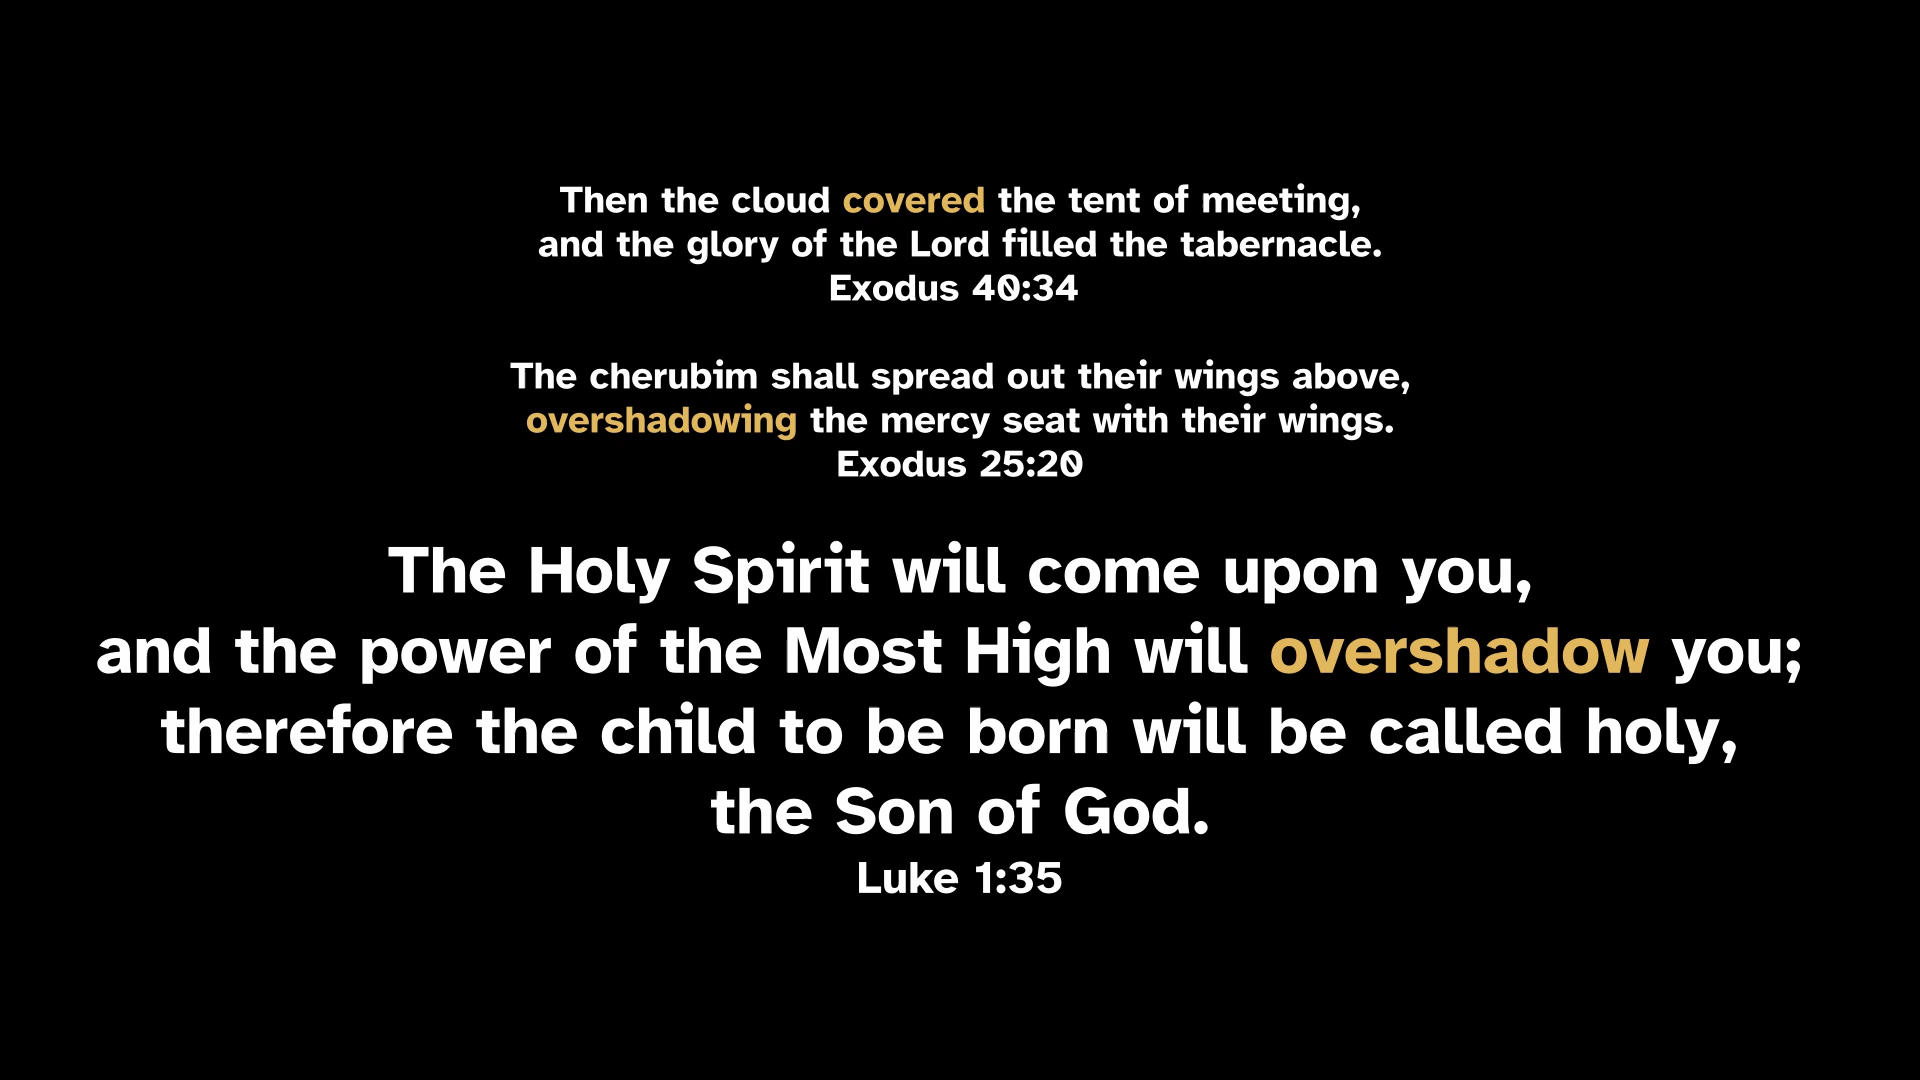 Then the cloud covered the tent of meeting,
and the glory of the Lord filled the tabernacle.
Exodus 40:34
The cherubim shall spread out their wings above,
overshadowing the mercy seat with their wings.
Exodus 25:20
The Holy Spirit will come upon you,
and the power of the Most High will overshadow you;
therefore the child to be born will be called holy,
the Son of God.
Luke 1:35